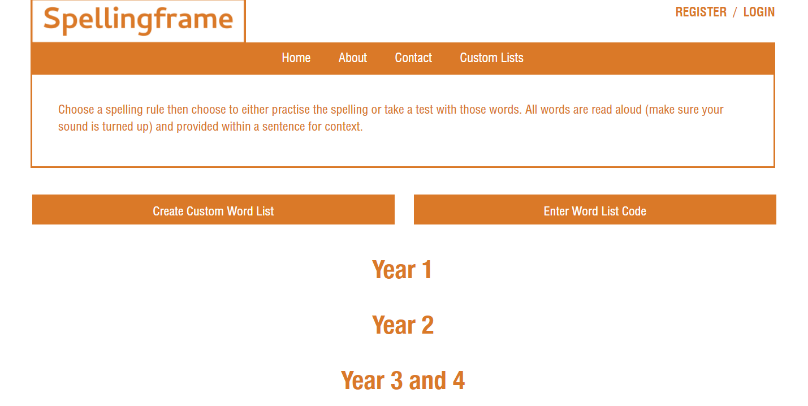 Spellingframe
REGISTER / LOGIN
Home About Contact Custom Lists
Choose a spelling rule then choose to either practise the spelling or take a test with those words. All words are read aloud (make sure your
sound is turned up) and provided within a sentence for context.
Create Custom Word List
Enter Word List Code
Year 1
Year 2
Year 3 and 4